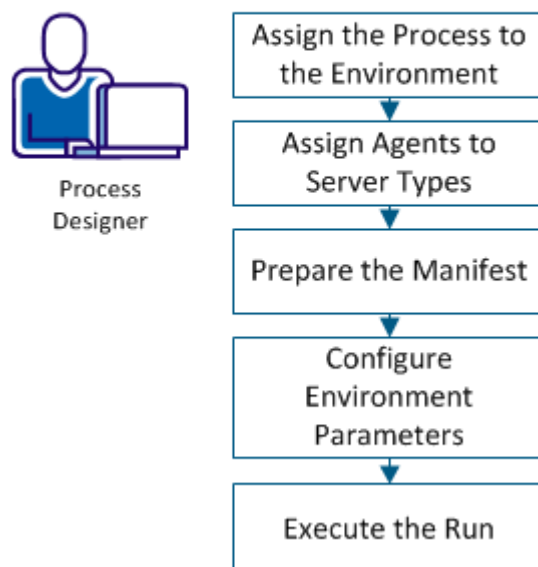 Assign the Process to
the Environment
Process
Designer
Assign Agents to
Server Types
Prepare the Manifest
Configure
Environment
Parameters
Execute the Run